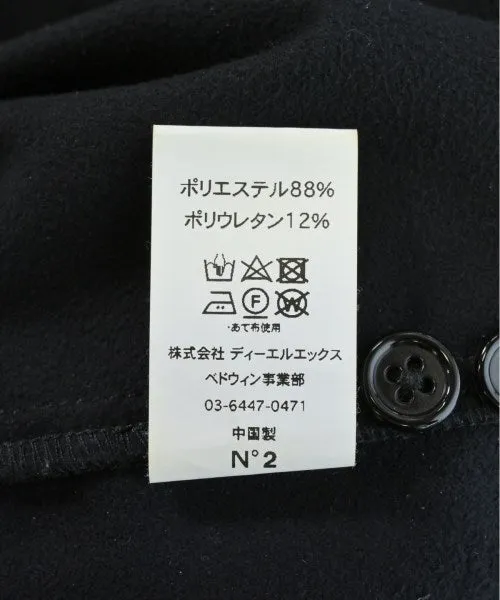 ポリエステル88%
ポリウレタン12%
F W
・あて布使用
株式会社 ディーエルエックス
ベドウィン事業部
03-6447-0471
中国製
N°2